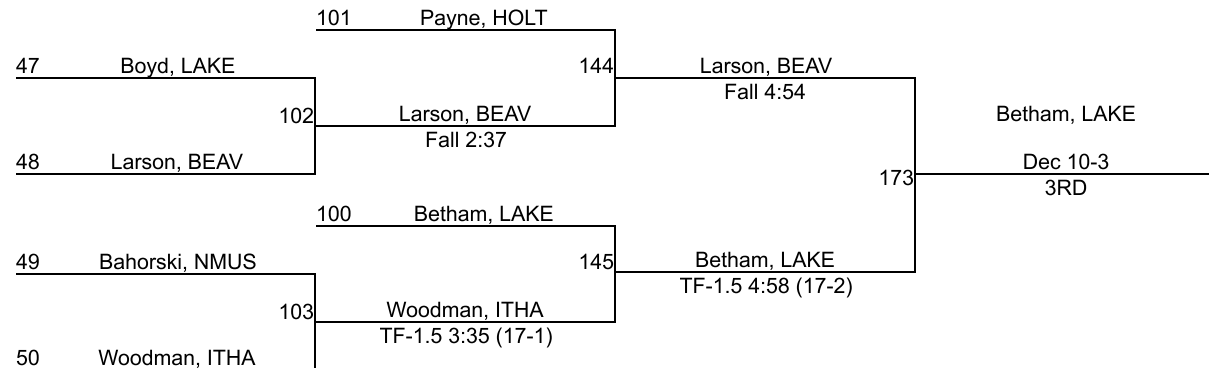 101 Payne, HOLT
47 Boyd, LAKE
144 Larson, BEAV
Fall 4:54
102 Larson, BEAV
Fall 2:37
Betham, LAKE
48 Larson, BEAV
Dec 10-3
173
3RD
100 Betham, LAKE
49 Bahorski, NMUS
145 Betham, LAKE
TF-1.5 4:58 (17-2)
103 Woodman, ITHA
TF-1.5 3:35 (17-1)
50 Woodman, ITHA